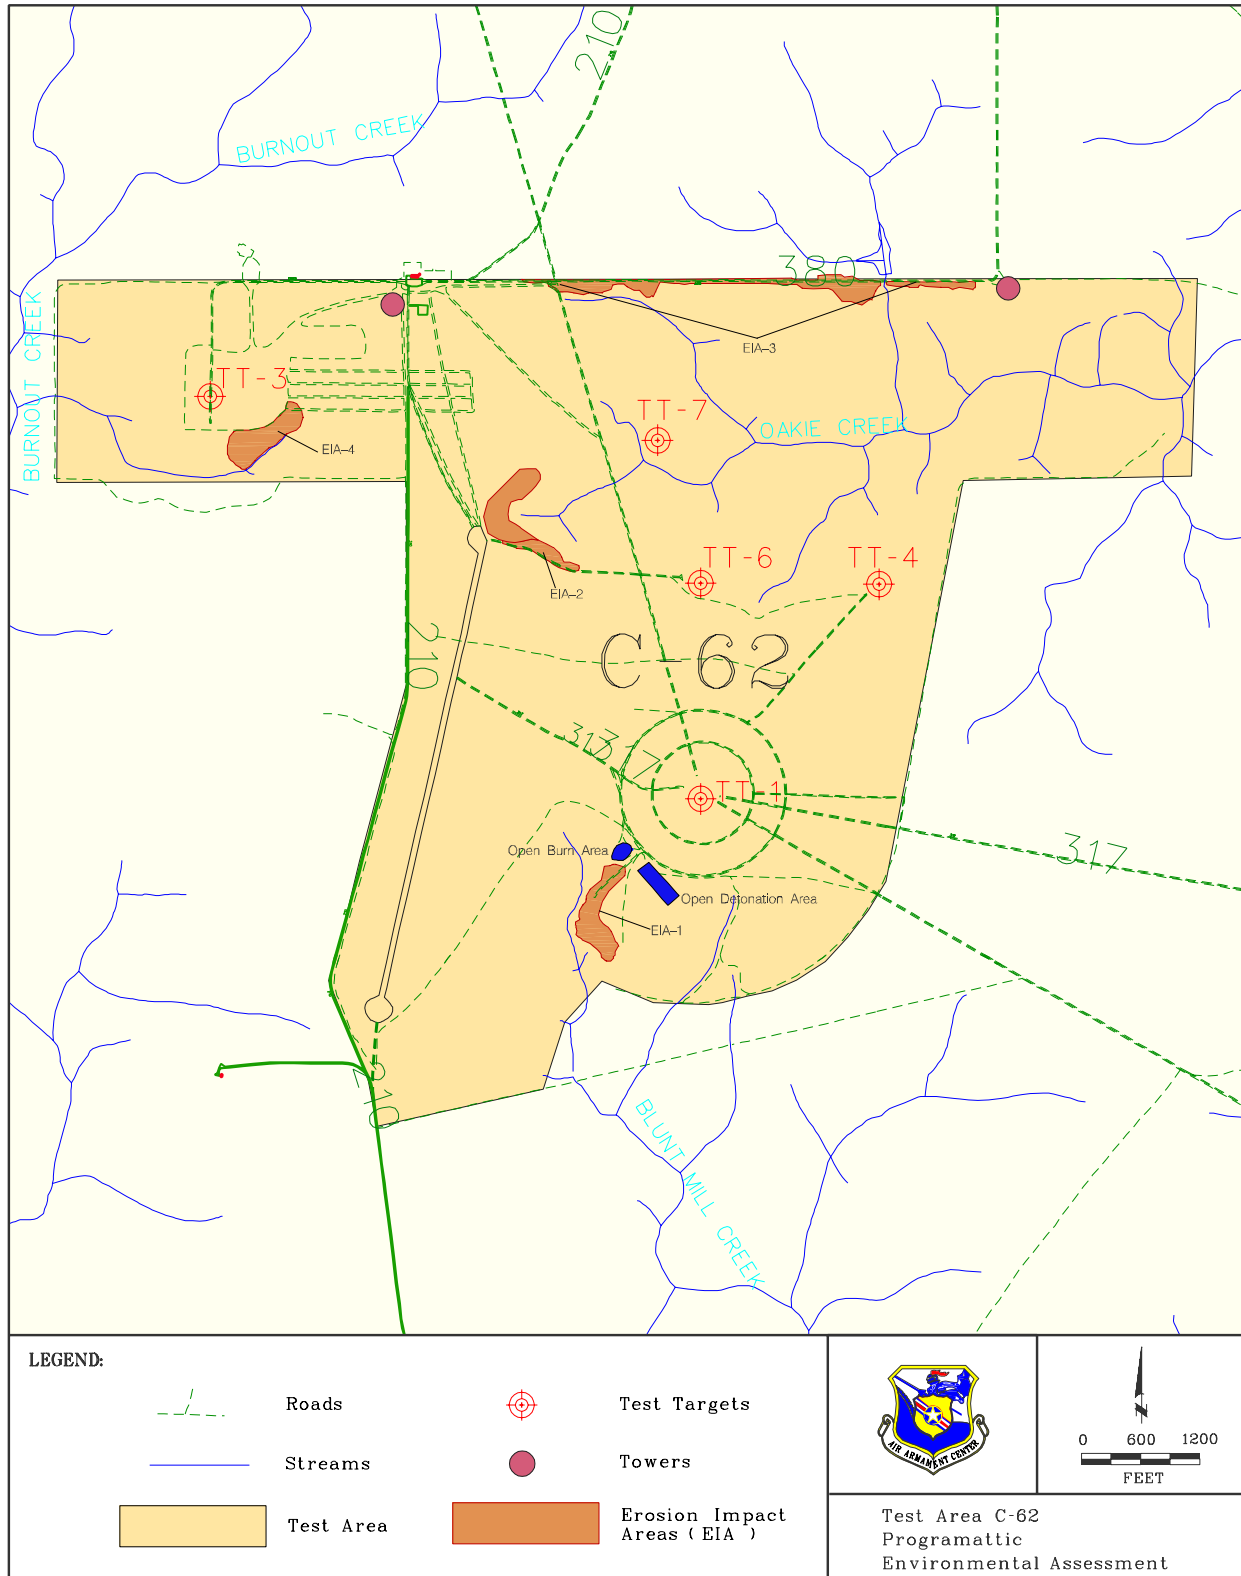 210
BURNOUT CREEK
380
BURNOUT CREEK
EIA-3
TT-3
TT-7
OAKIE CREEK
EIA-4
TT-6
TT-4
EIA-2
210
C-62
313
317
TT-1
317
Open Burn Area
Open Detonation Area
EIA-1
210
BLUNT MILL CREEK
LEGEND:
Roads
Test Targets
Streams
Towers
Test Area
Erosion Impact
Areas ( EIA )
AIR ARMAMENT CENTER
N
0 600 1200
FEET
Test Area C-62
Programattic
Environmental Assessment